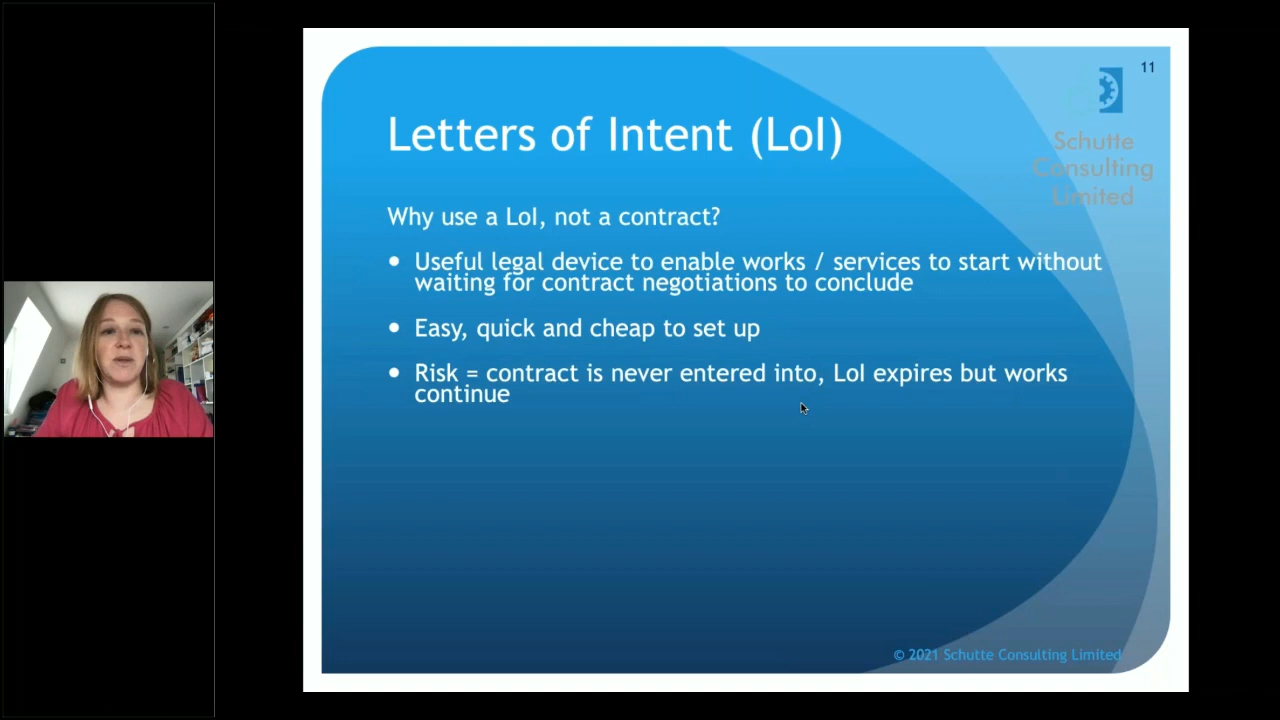 11
Schutte
Consulting
Limited
Letters of Intent (LoI)
Why use a LoI, not a contract?
• Useful legal device to enable works / services to start without
waiting for contract negotiations to conclude
• Easy, quick and cheap to set up
• Risk = contract is never entered into, LoI expires but works
continue
© 2021 Schutte Consulting Limited